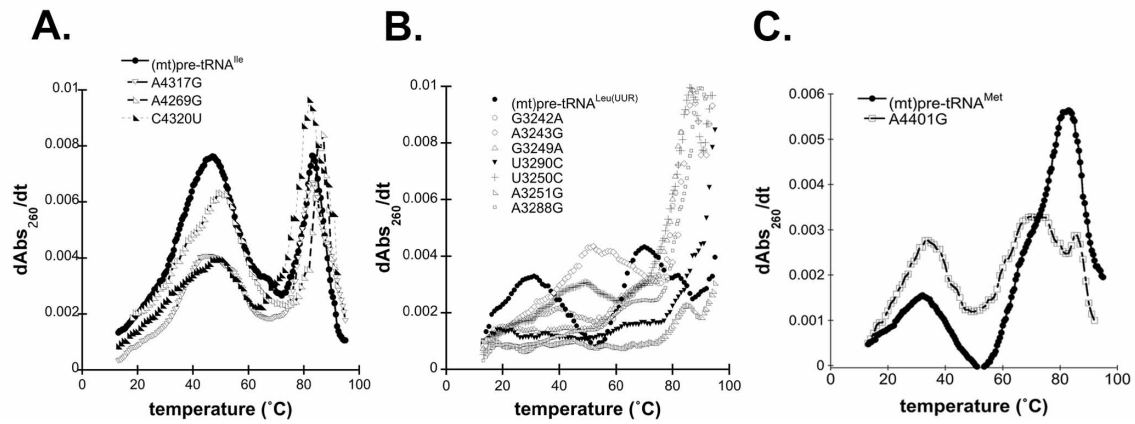 A.
(mt)pre-tRNA^Ile
A4317G
A4269G
C4320U
0.01
0.008
0.006
0.004
0.002
0
0 20 40 60 80 100
dAbs₂₆₀/dt
temperature (˚C)
B.
(mt)pre-tRNA^Leu(UUR)
G3242A
A3243G
G3249A
U3290C
U3250C
A3251G
A3288G
0.01
0.008
0.006
0.004
0.002
0
0 20 40 60 80 100
dAbs₂₆₀/dt
temperature (˚C)
C.
(mt)pre-tRNA^Met
A4401G
0.006
0.005
0.004
0.003
0.002
0.001
0
0 20 40 60 80 100
dAbs₂₆₀/dt
temperature (˚C)